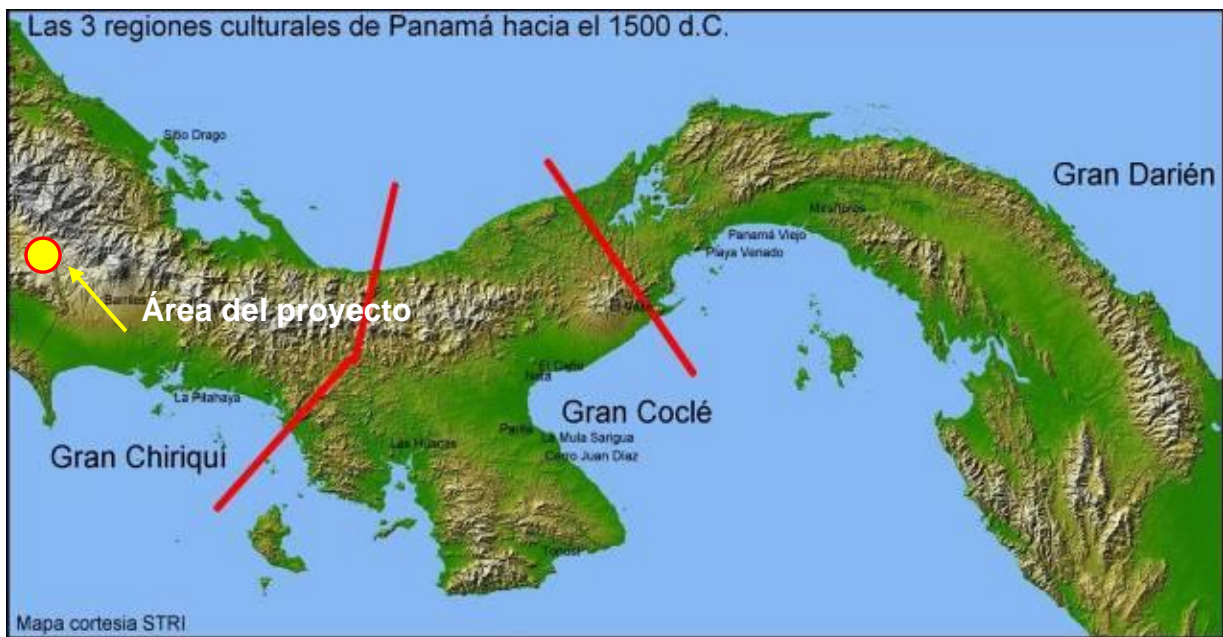 Las 3 regiones culturales de Panamá hacia el 1500 d.C.
Sitio Drago
Gran Darién
Miraflores
Panamá Viejo
Playa Venado
Área del proyecto
El Caño
Natá
La Pitahaya
Gran Coclé
Parita
La Mula Sarigua
Las Huacas
Cerro Juan Díaz
Gran Chiriquí
Tonosí
Mapa cortesia STRI